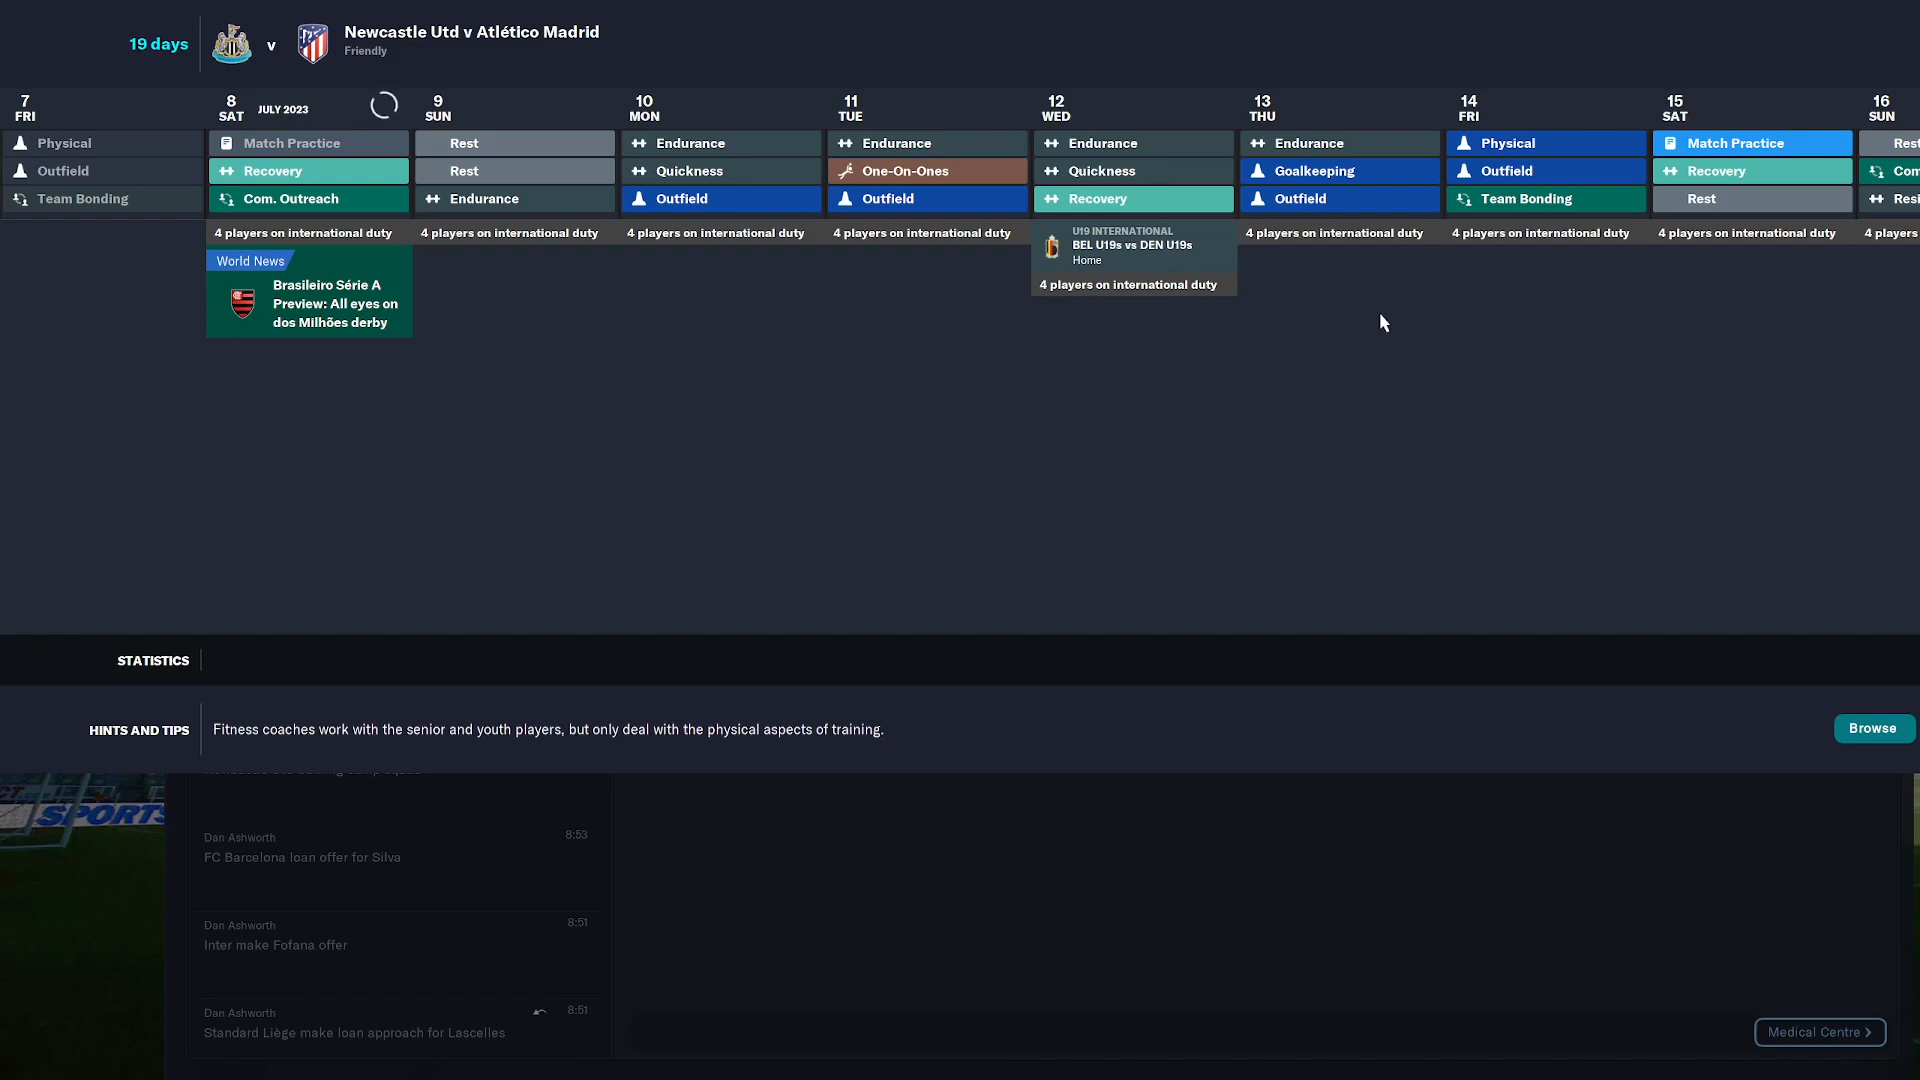 19 days
v
Newcastle Utd v Atlético Madrid
Friendly
7
FRI
8
SAT
JULY 2023
9
SUN
10
MON
11
TUE
12
WED
13
THU
14
FRI
15
SAT
16
SUN
Physical
Match Practice
Rest
Endurance
Endurance
Endurance
Endurance
Physical
Match Practice
Rest
Outfield
Recovery
Rest
Quickness
One-On-Ones
Quickness
Goalkeeping
Outfield
Recovery
Com
Team Bonding
Com. Outreach
Endurance
Outfield
Outfield
Recovery
Outfield
Team Bonding
Rest
Resi
4 players on international duty
4 players on international duty
4 players on international duty
4 players on international duty
U19 INTERNATIONAL
BEL U19s vs DEN U19s
Home
4 players on international duty
4 players on international duty
4 players on international duty
4 players on international duty
4 players
World News
Brasileiro Série A
Preview: All eyes on
dos Milhões derby
STATISTICS
HINTS AND TIPS
Fitness coaches work with the senior and youth players, but only deal with the physical aspects of training.
Browse
SPORTS
Dan Ashworth
8:53
FC Barcelona loan offer for Silva
Dan Ashworth
8:51
Inter make Fofana offer
Dan Ashworth
8:51
Standard Liège make loan approach for Lascelles
Medical Centre